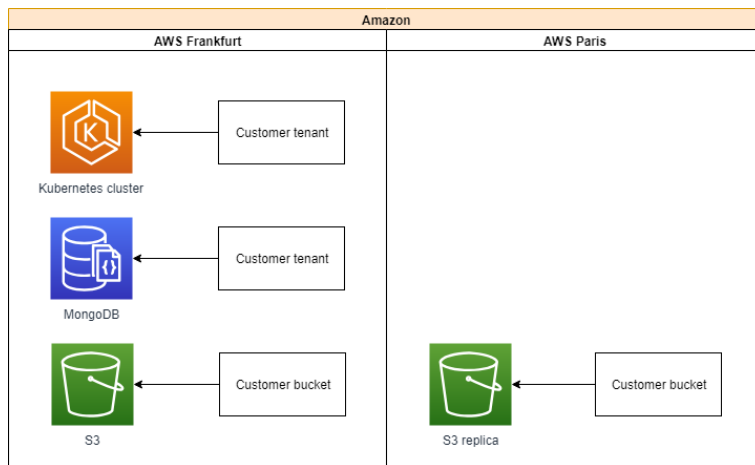 Amazon
AWS Frankfurt
AWS Paris
K
Customer tenant
Kubernetes cluster
{}
Customer tenant
MongoDB
Customer bucket
S3
Customer bucket
S3 replica